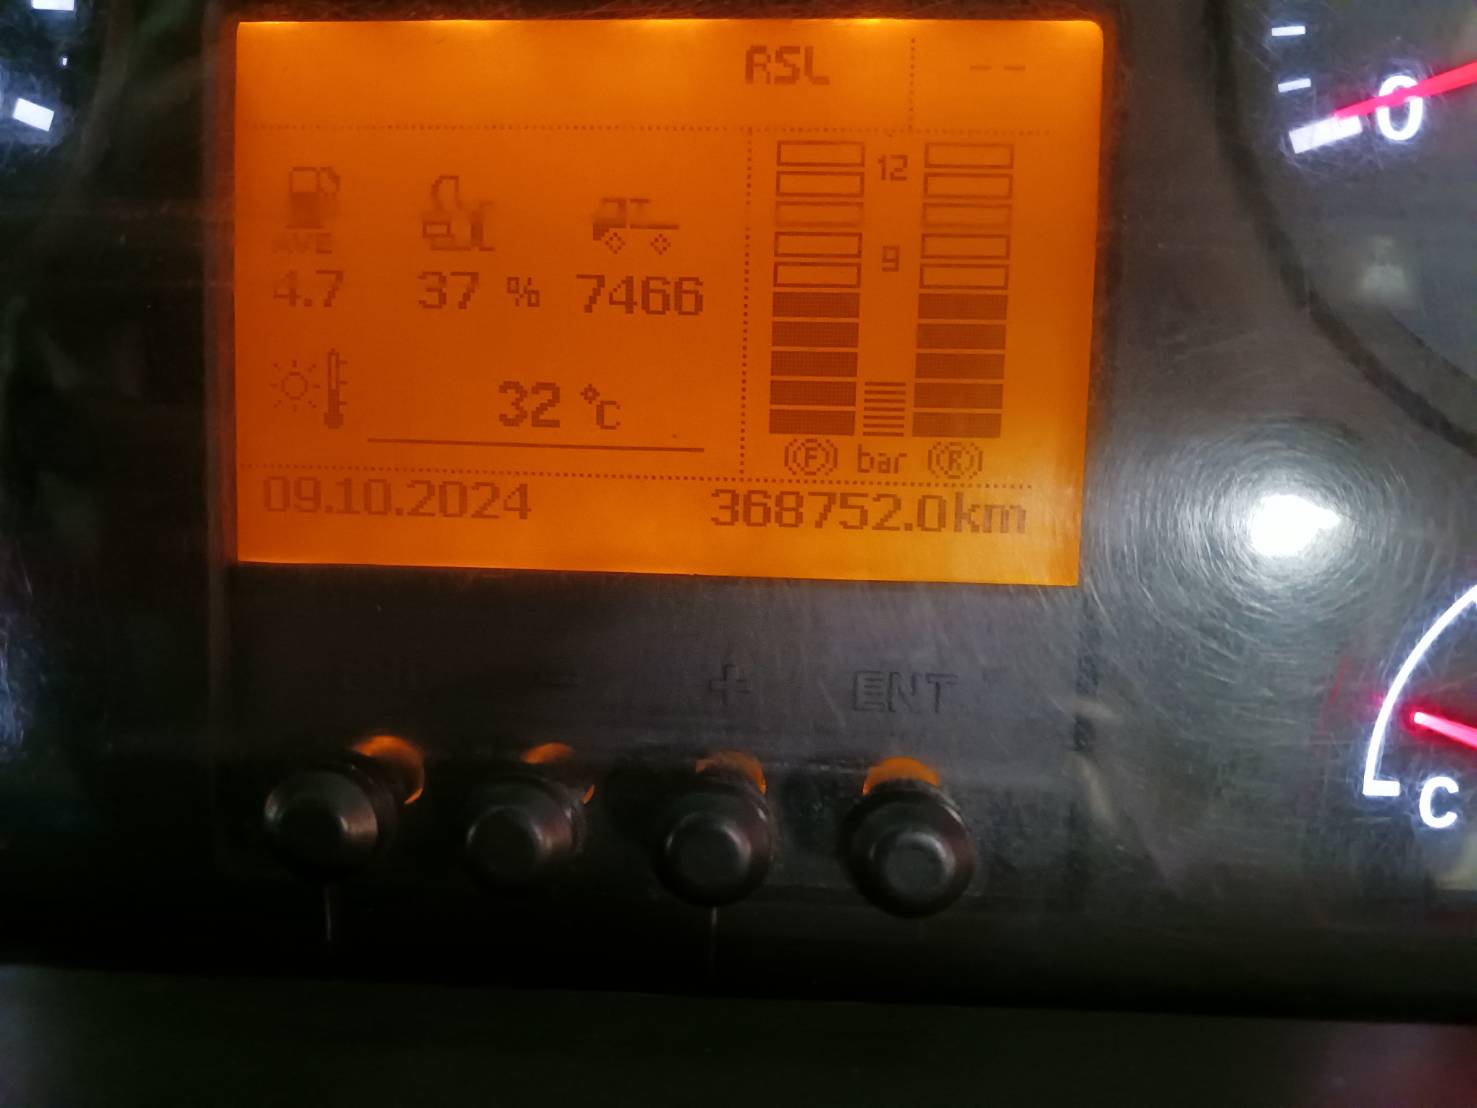 RSL --
12
AVE
9
4.7 37 % 7466
32 °C
F bar R
09.10.2024 368752.0km
- + ENT
0
C